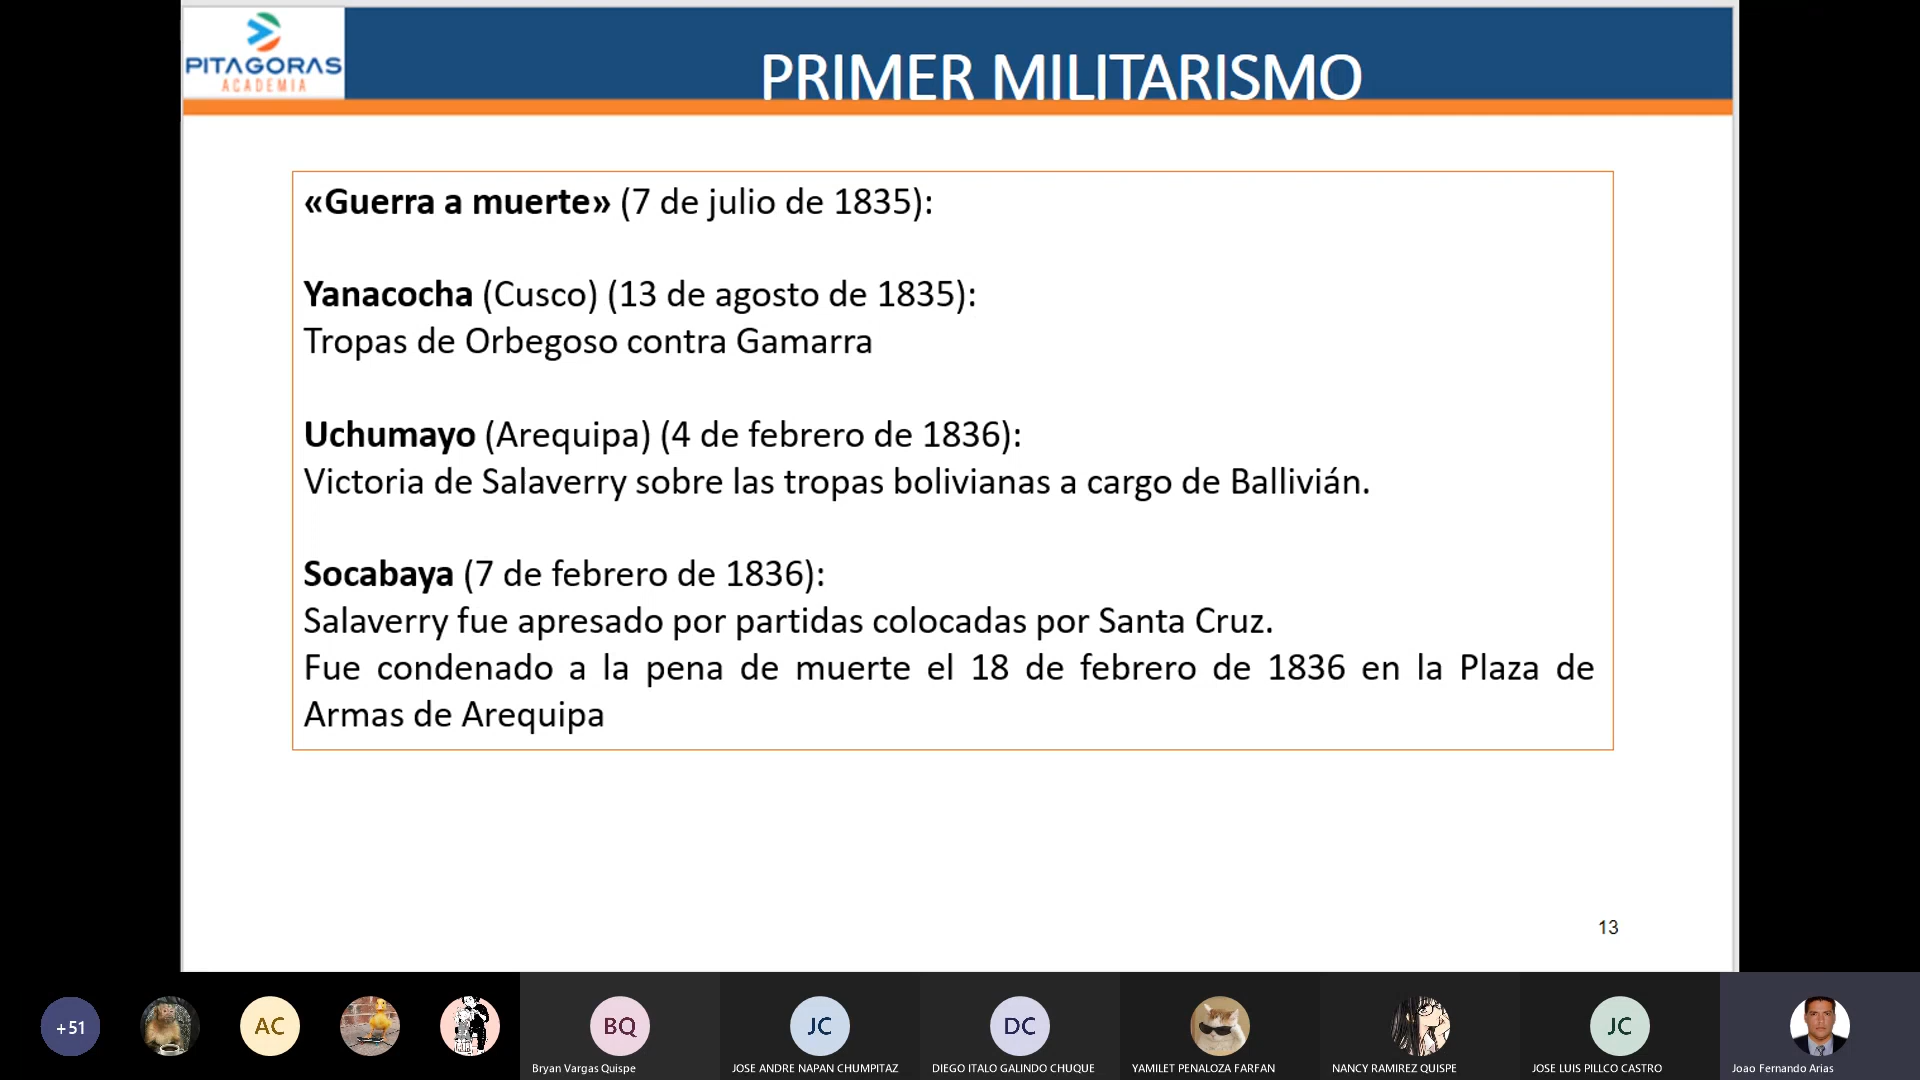 PITAGORAS
ACADEMIA
PRIMER MILITARISMO
«Guerra a muerte» (7 de julio de 1835):
Yanacocha (Cusco) (13 de agosto de 1835):
Tropas de Orbegoso contra Gamarra
Uchumayo (Arequipa) (4 de febrero de 1836):
Victoria de Salaverry sobre las tropas bolivianas a cargo de Ballivián.
Socabaya (7 de febrero de 1836):
Salaverry fue apresado por partidas colocadas por Santa Cruz.
Fue condenado a la pena de muerte el 18 de febrero de 1836 en la Plaza de
Armas de Arequipa
13
+51
AC
BQ
JC
DC
JC
Bryan Vargas Quispe
JOSE ANDRE NAPAN CHUMPITAZ
DIEGO ITALO GALINDO CHUQUE
YAMILET PENALOZA FARFAN
NANCY RAMIREZ QUISPE
JOSE LUIS PILLCO CASTRO
Joao Fernando Arias